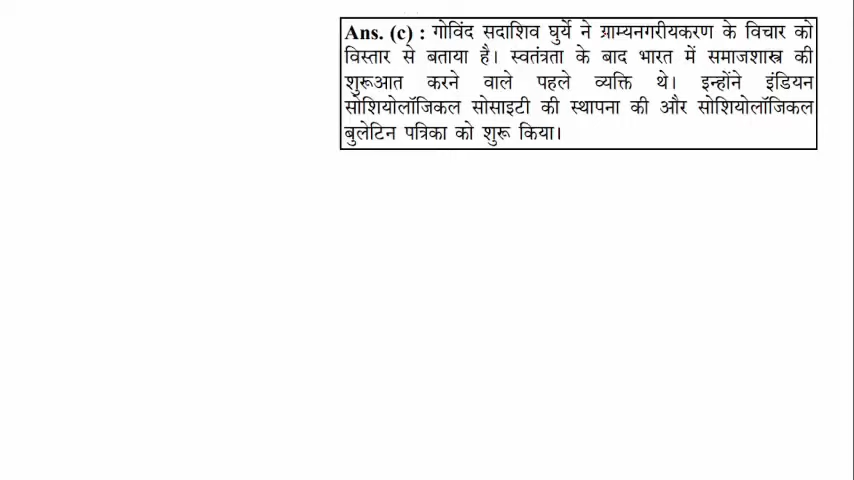 Ans. (c) : गोविंद सदाशिव घुर्ये ने ग्राम्यनगरीयकरण के विचार को
विस्तार से बताया है। स्वतंत्रता के बाद भारत में समाजशास्त्र की
शुरूआत करने वाले पहले व्यक्ति थे। इन्होंने इंडियन
सोशियोलॉजिकल सोसाइटी की स्थापना की और सोशियोलॉजिकल
बुलेटिन पत्रिका को शुरू किया।